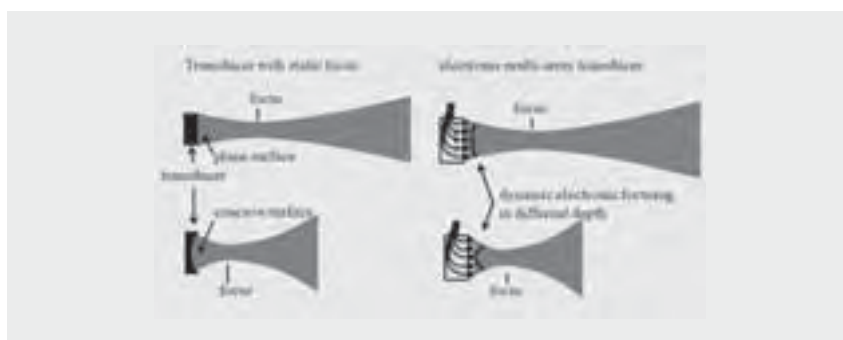 Transducer with static focus
electronic multi-array transducer
focus
focus
plane surface
transducer
dynamic electronic focusing
in different depth
concave surface
focus
focus